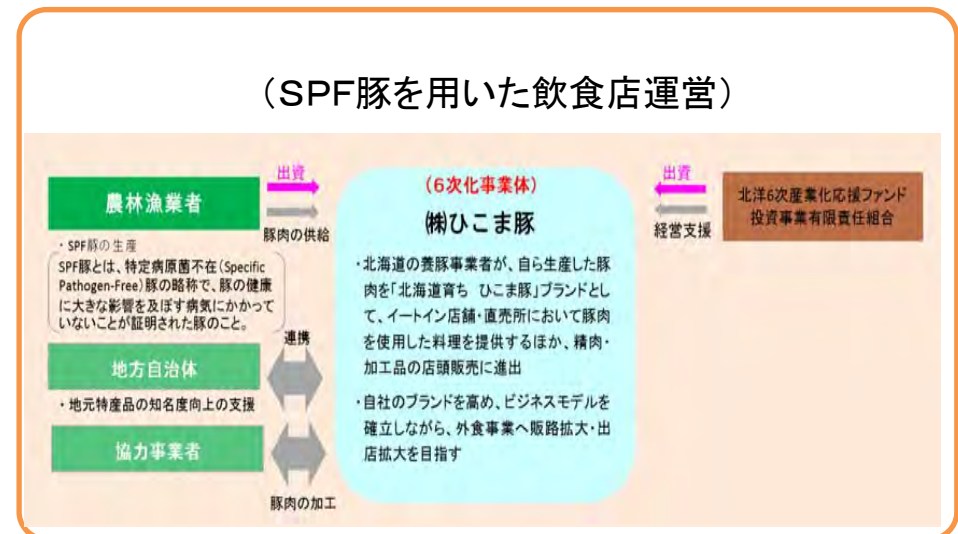 （SPF豚を用いた飲食店運営）
農林漁業者
・SPF豚の生産
SPF豚とは、特定病原菌不在（Specific
Pathogen-Free）豚の略称で、豚の健康
に大きな影響を及ぼす病気にかかって
いないことが証明された豚のこと。
地方自治体
・地元特産品の知名度向上の支援
協力事業者
出資
豚肉の供給
連携
豚肉の加工
（6次化事業体）
㈱ひこま豚
・北海道の養豚事業者が、自ら生産した豚
肉を「北海道育ち ひこま豚」ブランドとし
て、イートイン店舗・直売所において豚肉
を使用した料理を提供するほか、精肉・
加工品の店頭販売に進出
・自社のブランドを高め、ビジネスモデルを
確立しながら、外食事業へ販路拡大・出
店拡大を目指す
出資
経営支援
北洋6次産業化応援ファンド
投資事業有限責任組合